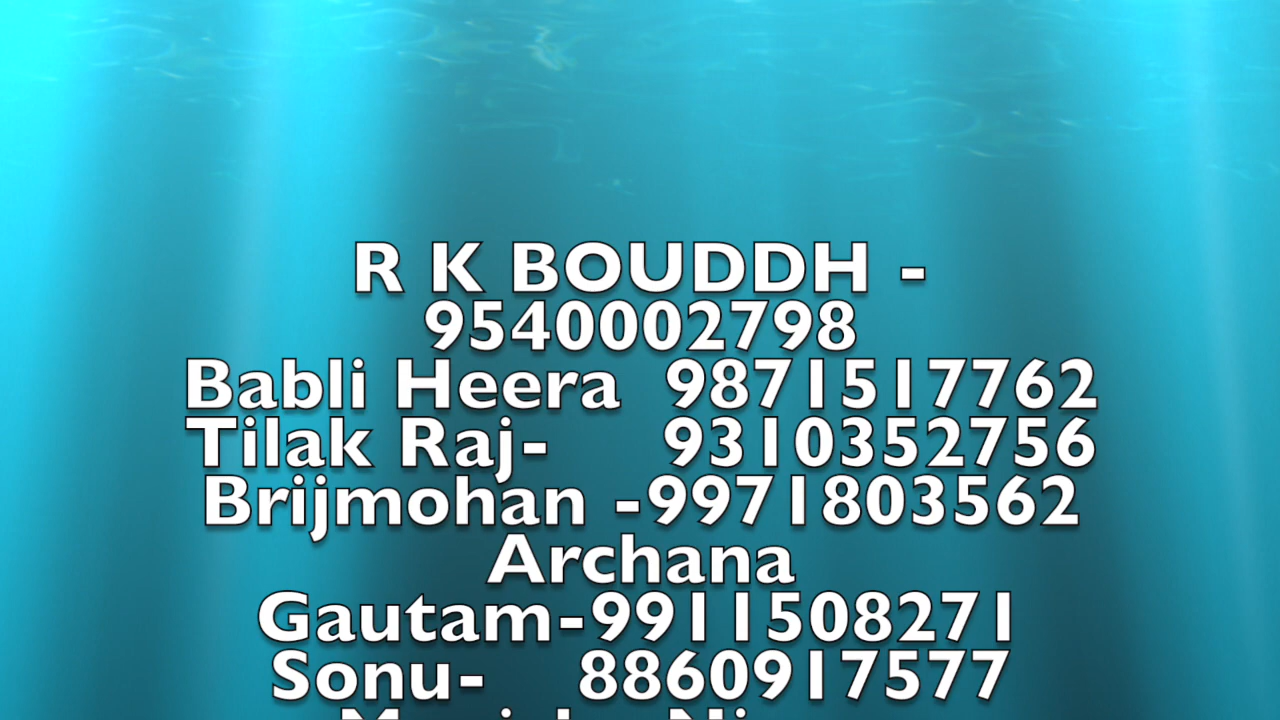 R K BOUDDH -
9540002798
Babli Heera 9871517762
Tilak Raj- 9310352756
Brijmohan -9971803562
Archana
Gautam-9911508271
Sonu- 8860917577